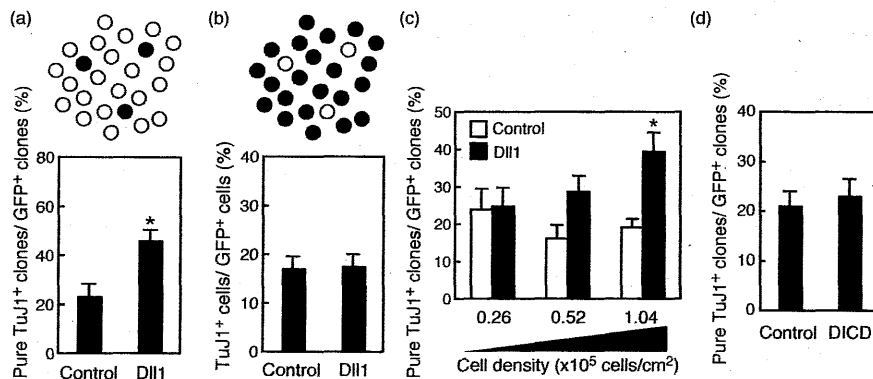 (a)
Pure TuJ1+ clones/ GFP+ clones (%)
80
60
40
20
0
*
Control Dll1
(b)
TuJ1+ cells/ GFP+ cells (%)
40
30
20
10
0
Control Dll1
(c)
Pure TuJ1+ clones/ GFP+ clones (%)
50
40
30
20
10
0
Control
Dll1
*
0.26 0.52 1.04
Cell density (x10⁵ cells/cm²)
(d)
Pure TuJ1+ clones/ GFP+ clones (%)
40
30
20
10
0
Control DICD